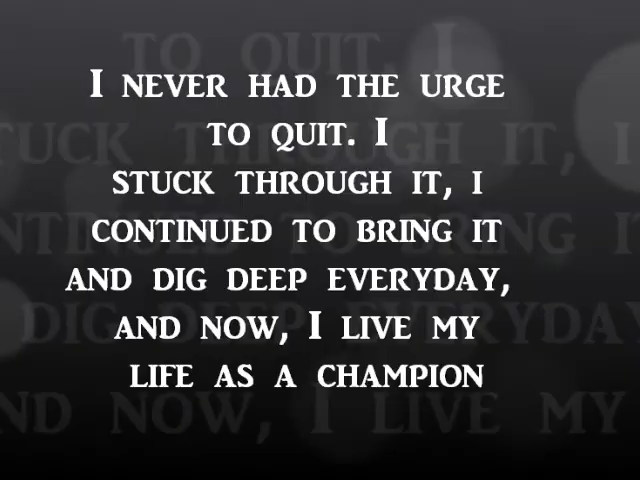 I NEVER HAD THE URGE
TO QUIT. I
STUCK THROUGH IT, I
CONTINUED TO BRING IT
AND DIG DEEP EVERYDAY,
AND NOW, I LIVE MY
LIFE AS A CHAMPION